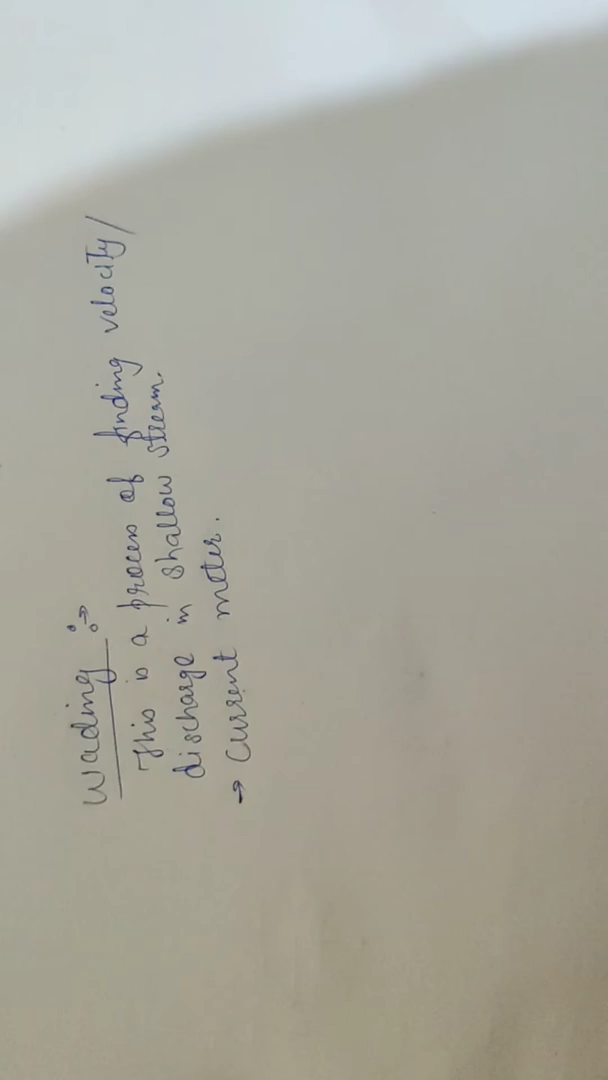 Wading :→
This is a process of finding velocity/
discharge in shallow stream.
→ Current meter.